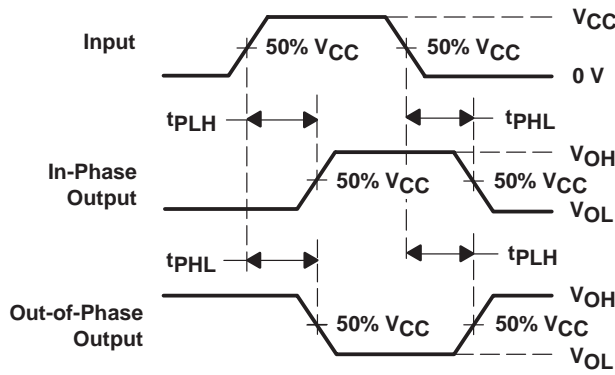 VCC
Input
50% VCC
50% VCC
0 V
tPLH
tPHL
In-Phase
Output
50% VCC
VOH
50% VCC
VOL
tPHL
tPLH
Out-of-Phase
Output
50% VCC
VOH
50% VCC
VOL